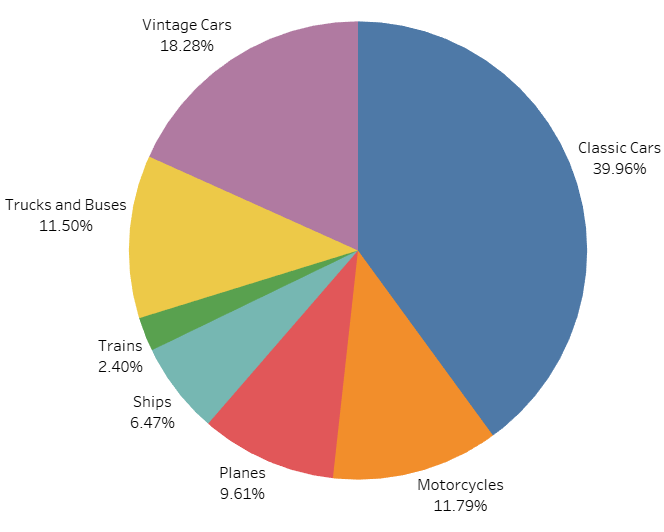 Vintage Cars
18.28%
Classic Cars
39.96%
Trucks and Buses
11.50%
Trains
2.40%
Ships
6.47%
Planes
9.61%
Motorcycles
11.79%